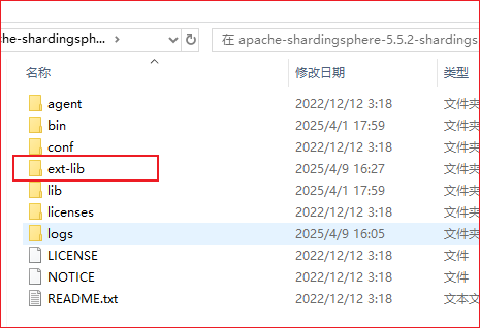 he-shardingsph...
在 apache-shardingsphere-5.5.2-shardings
名称 修改日期 类型
agent 2022/12/12 3:18 文件夹
bin 2025/4/1 17:59 文件夹
conf 2022/12/12 3:18 文件夹
ext-lib 2025/4/9 16:27 文件夹
lib 2025/4/1 17:59 文件夹
licenses 2022/12/12 3:18 文件夹
logs 2025/4/9 16:05 文件夹
LICENSE 2022/12/12 3:18 文件
NOTICE 2022/12/12 3:18 文件
README.txt 2022/12/12 3:18 文本文